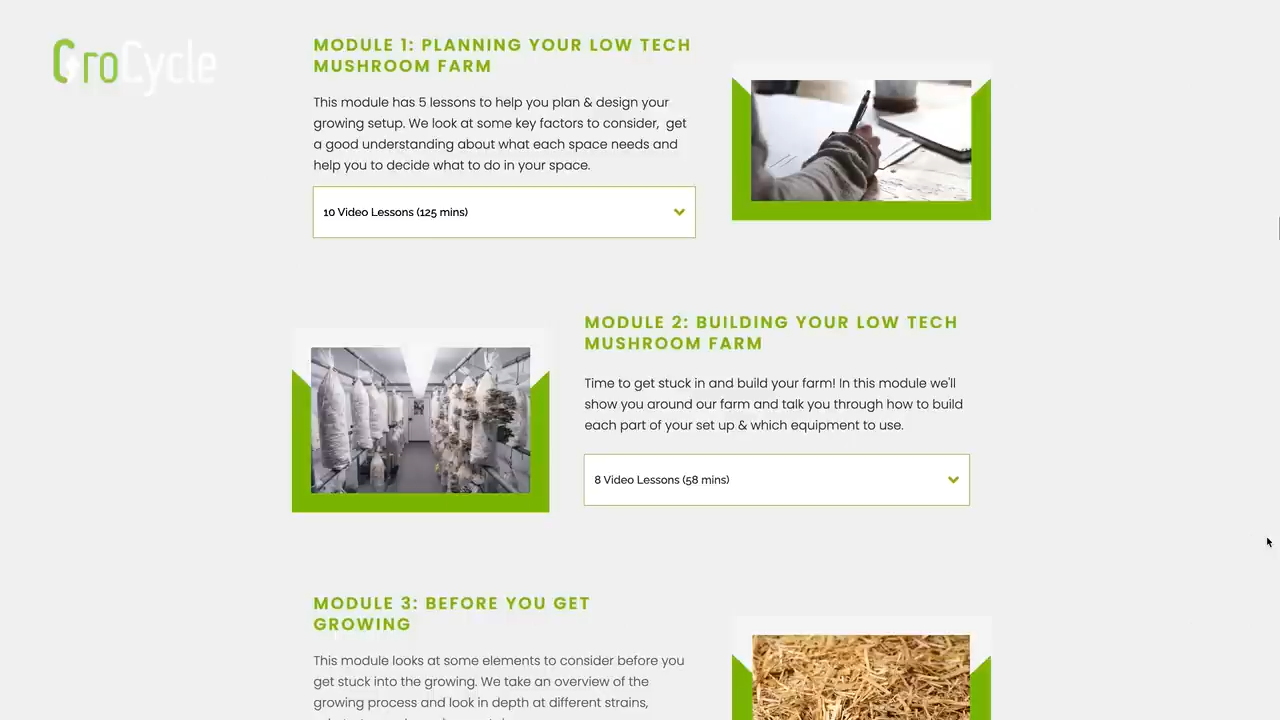 GroCycle
MODULE 1: PLANNING YOUR LOW TECH
MUSHROOM FARM
This module has 5 lessons to help you plan & design your
growing setup. We look at some key factors to consider, get
a good understanding about what each space needs and
help you to decide what to do in your space.
10 Video Lessons (125 mins)
MODULE 2: BUILDING YOUR LOW TECH
MUSHROOM FARM
Time to get stuck in and build your farm! In this module we'll
show you around our farm and talk you through how to build
each part of your set up & which equipment to use.
8 Video Lessons (58 mins)
MODULE 3: BEFORE YOU GET
GROWING
This module looks at some elements to consider before you
get stuck into the growing. We take an overview of the
growing process and look in depth at different strains,